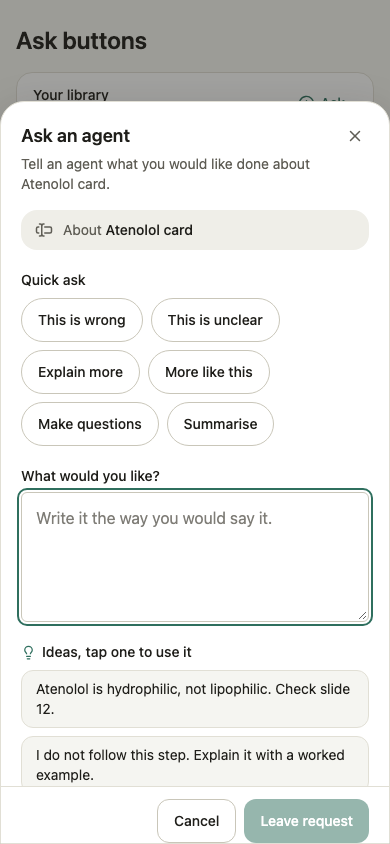 Ask buttons
Your library
Ask
Ask an agent
Tell an agent what you would like done about
Atenolol card.
About Atenolol card
Quick ask
This is wrong
This is unclear
Explain more
More like this
Make questions
Summarise
What would you like?
Write it the way you would say it.
Ideas, tap one to use it
Atenolol is hydrophilic, not lipophilic. Check slide
12.
I do not follow this step. Explain it with a worked
example.
Cancel
Leave request